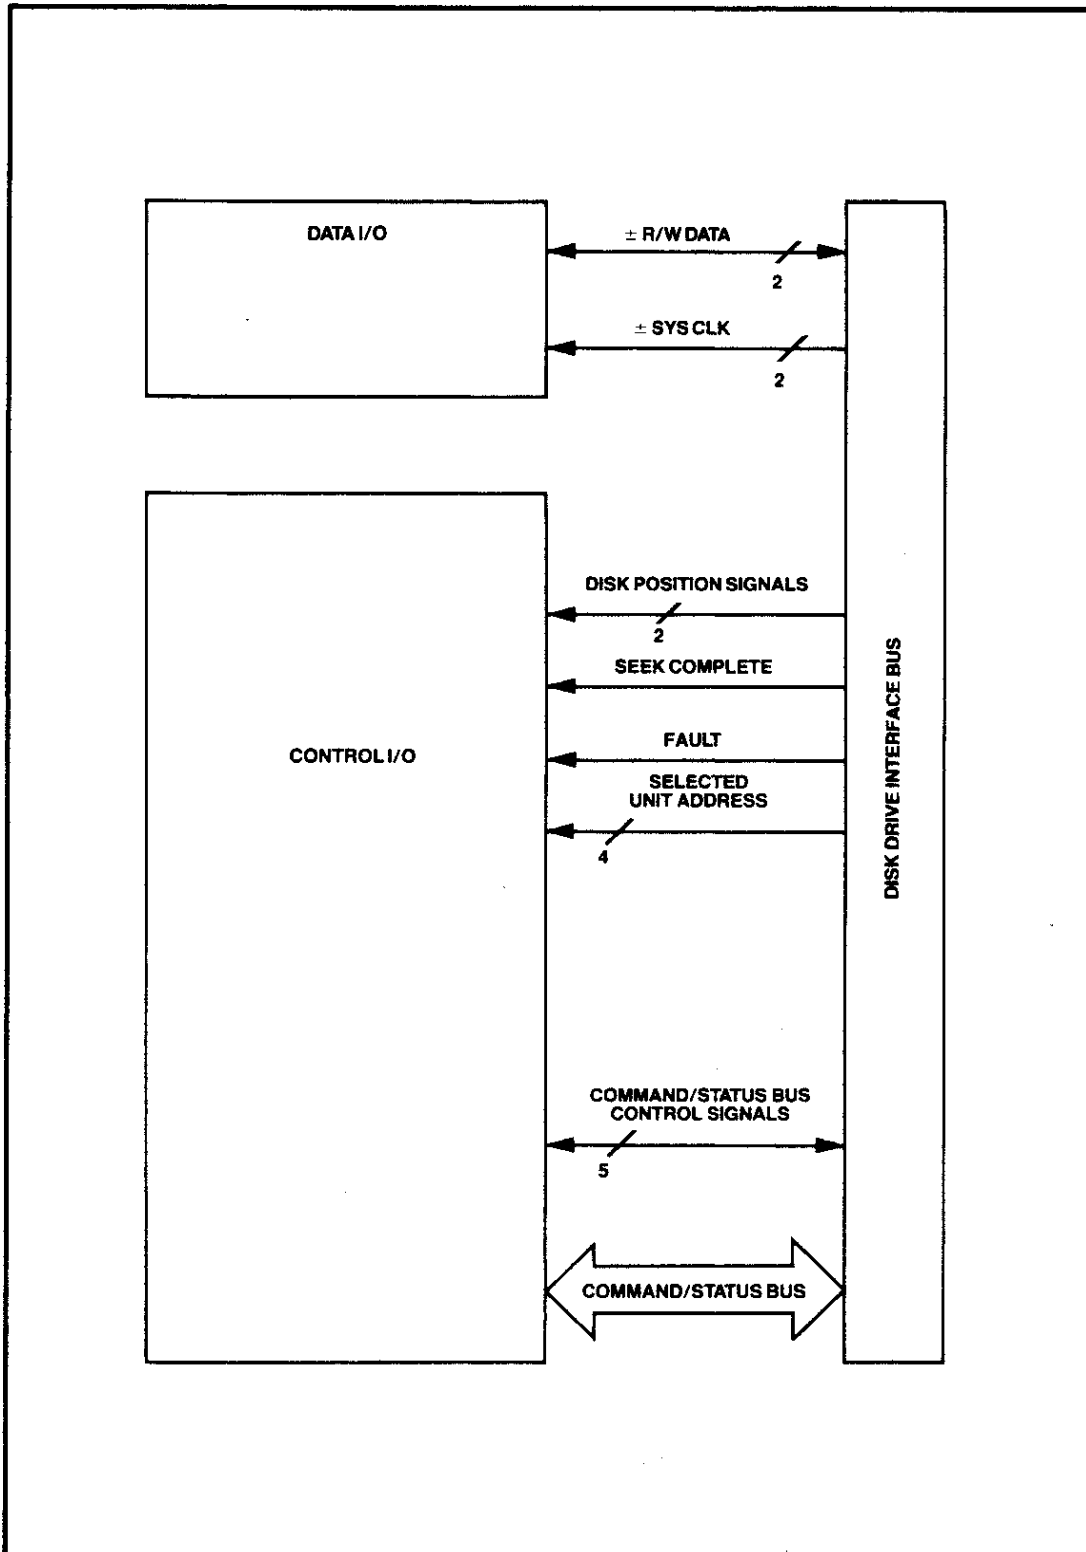 DATA I/O
± R/W DATA
2
± SYS CLK
2
DISK POSITION SIGNALS
2
SEEK COMPLETE
CONTROL I/O
FAULT
SELECTED
UNIT ADDRESS
4
DISK DRIVE INTERFACE BUS
COMMAND/STATUS BUS
CONTROL SIGNALS
5
COMMAND/STATUS BUS